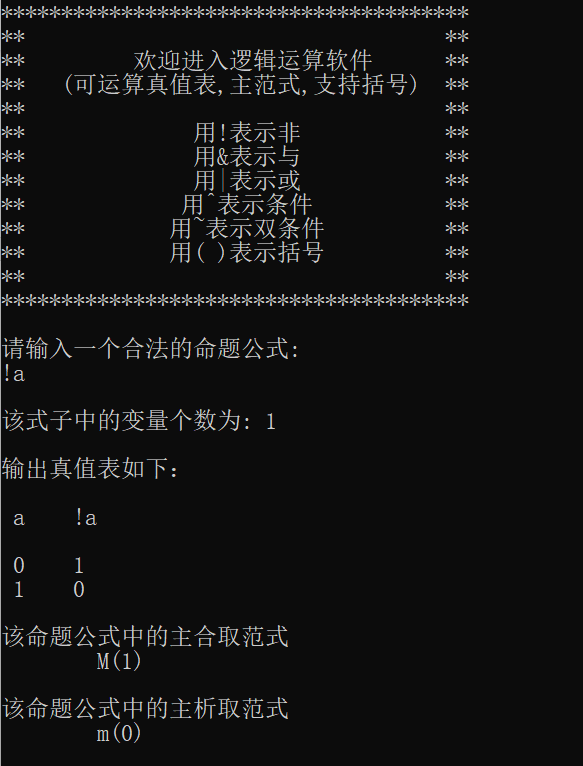 ***************************************
**                                   **
**         欢迎进入逻辑运算软件      **
**   (可运算真值表,主范式,支持括号)  **
**                                   **
**              用!表示非            **
**              用&表示与            **
**              用|表示或            **
**             用^表示条件           **
**            用~表示双条件          **
**            用( )表示括号          **
**                                   **
***************************************
请输入一个合法的命题公式:
!a
该式子中的变量个数为: 1
输出真值表如下:
 a    !a
 0    1
 1    0
该命题公式中的主合取范式
        M(1)
该命题公式中的主析取范式
        m(0)